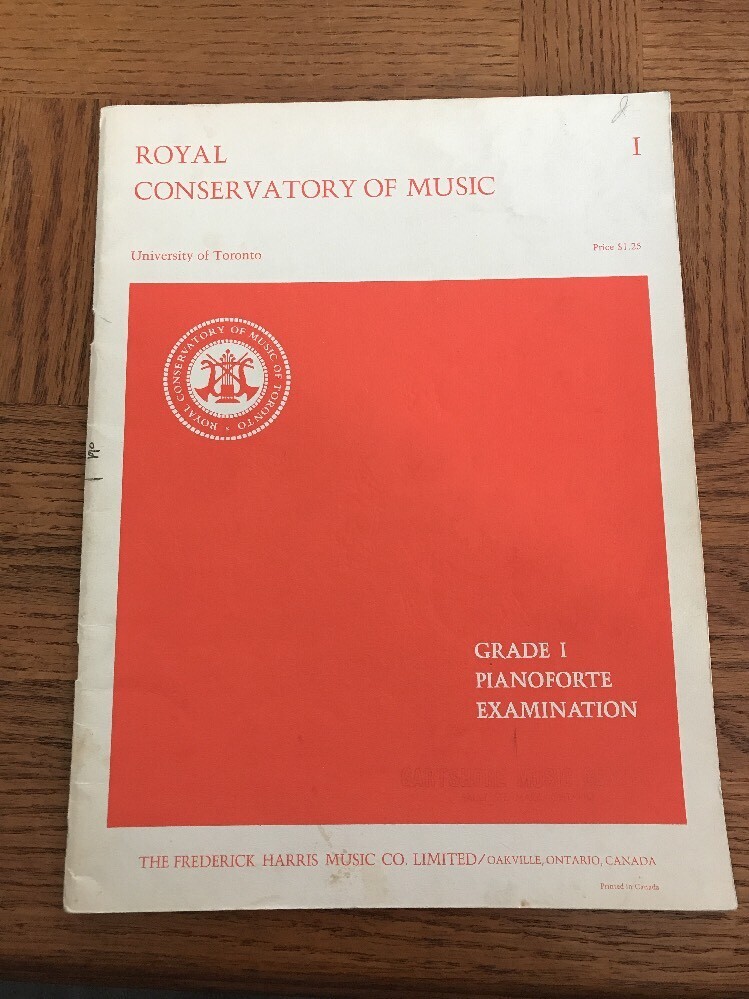 ROYAL
I
CONSERVATORY OF MUSIC
University of Toronto
Price $1.25
ROYAL CONSERVATORY OF MUSIC OF TORONTO
GRADE I
PIANOFORTE
EXAMINATION
THE FREDERICK HARRIS MUSIC CO. LIMITED/OAKVILLE, ONTARIO, CANADA
Printed in Canada